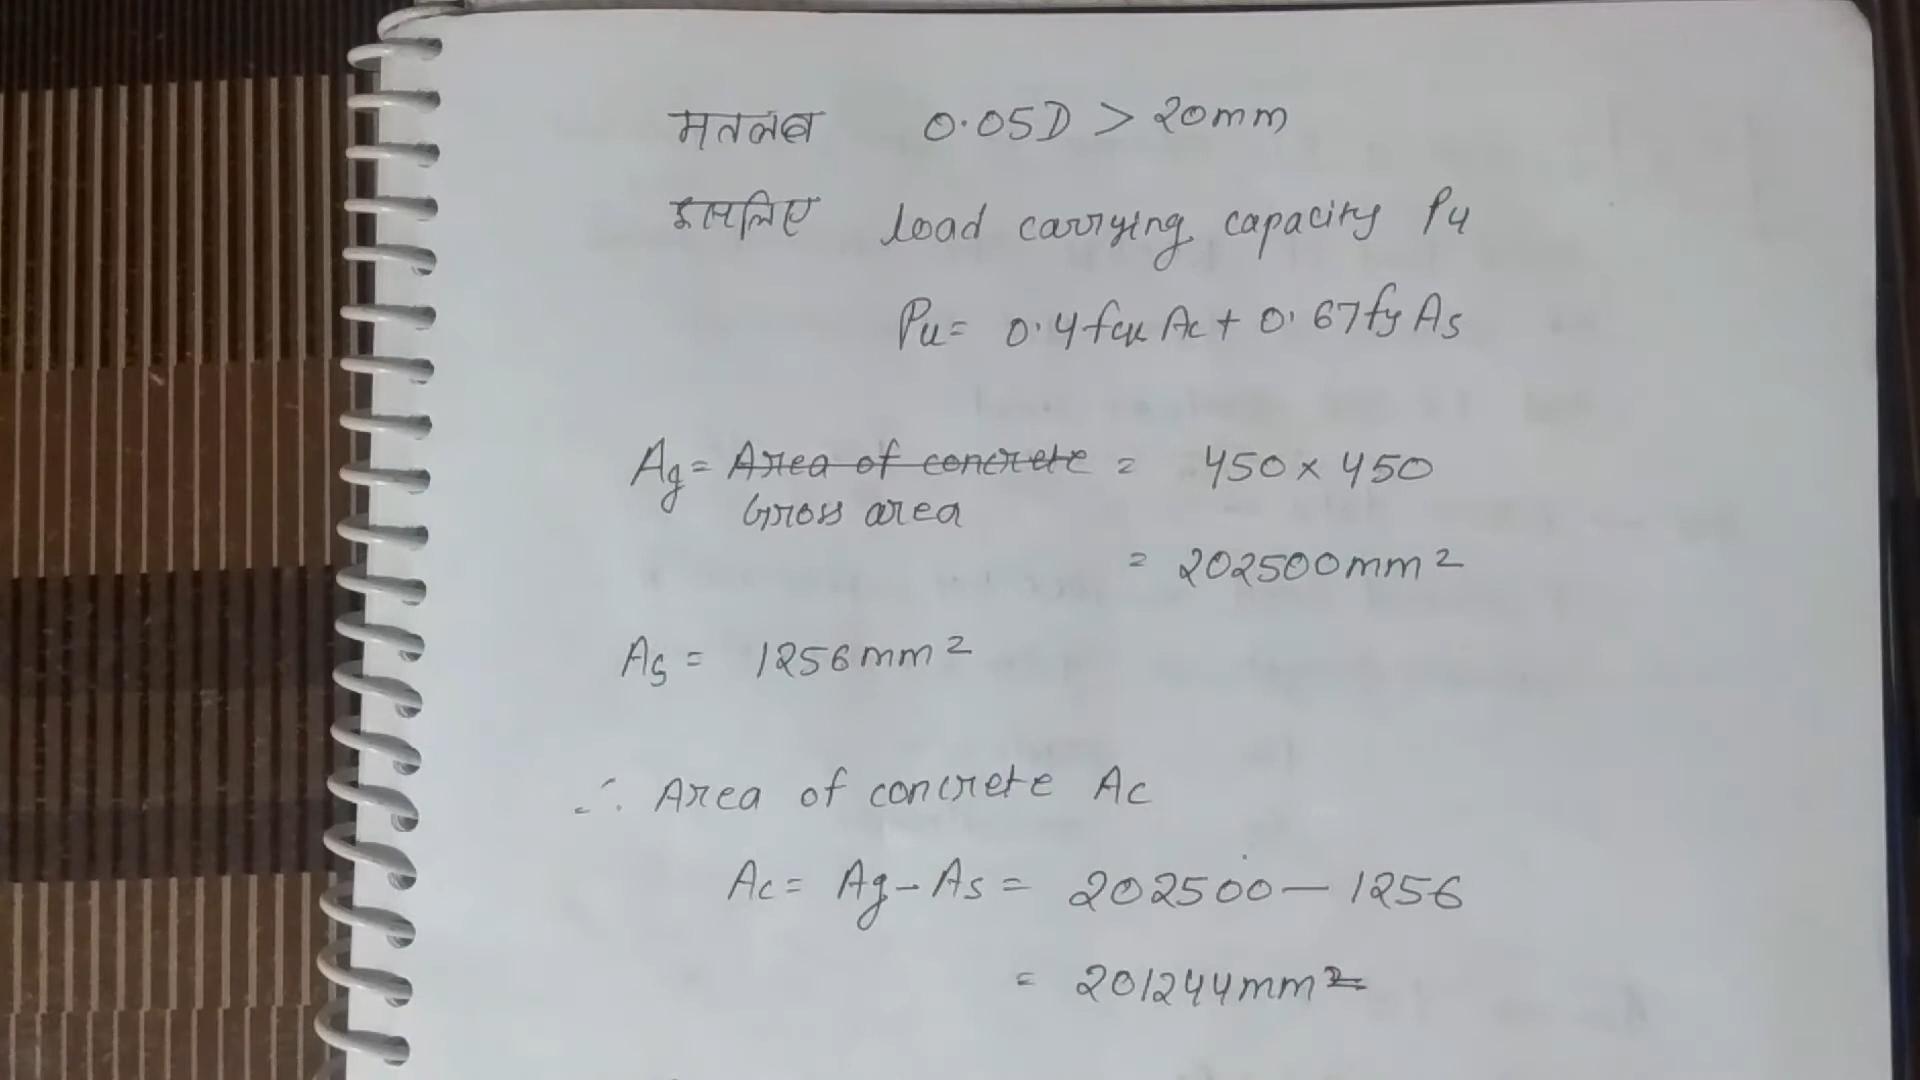 मतलब 0.05D > 20mm
इसलिए load carrying capacity Pu
Pu = 0.4fck Ac + 0.67fy As
Ag = Area of concrete = 450 x 450
Gross area
= 202500mm²
As = 1256mm²
∴ Area of concrete Ac
Ac = Ag - As = 202500 - 1256
= 201244mm²